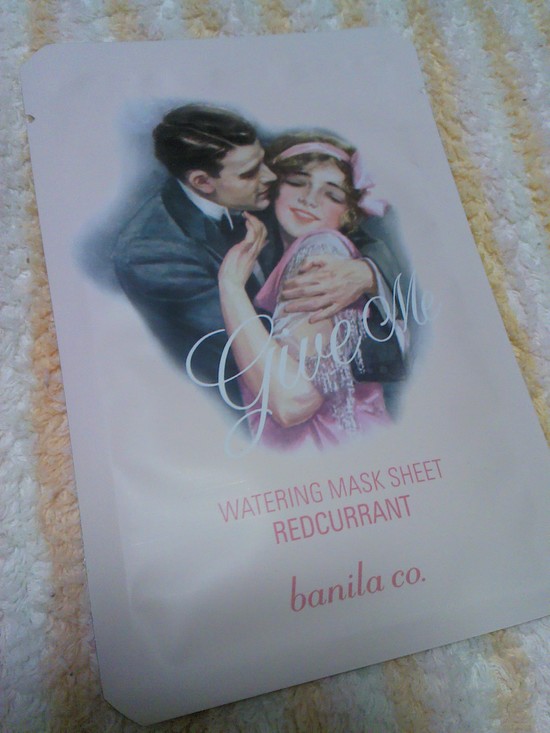 Give Me
WATERING MASK SHEET
REDCURRANT
banila co.